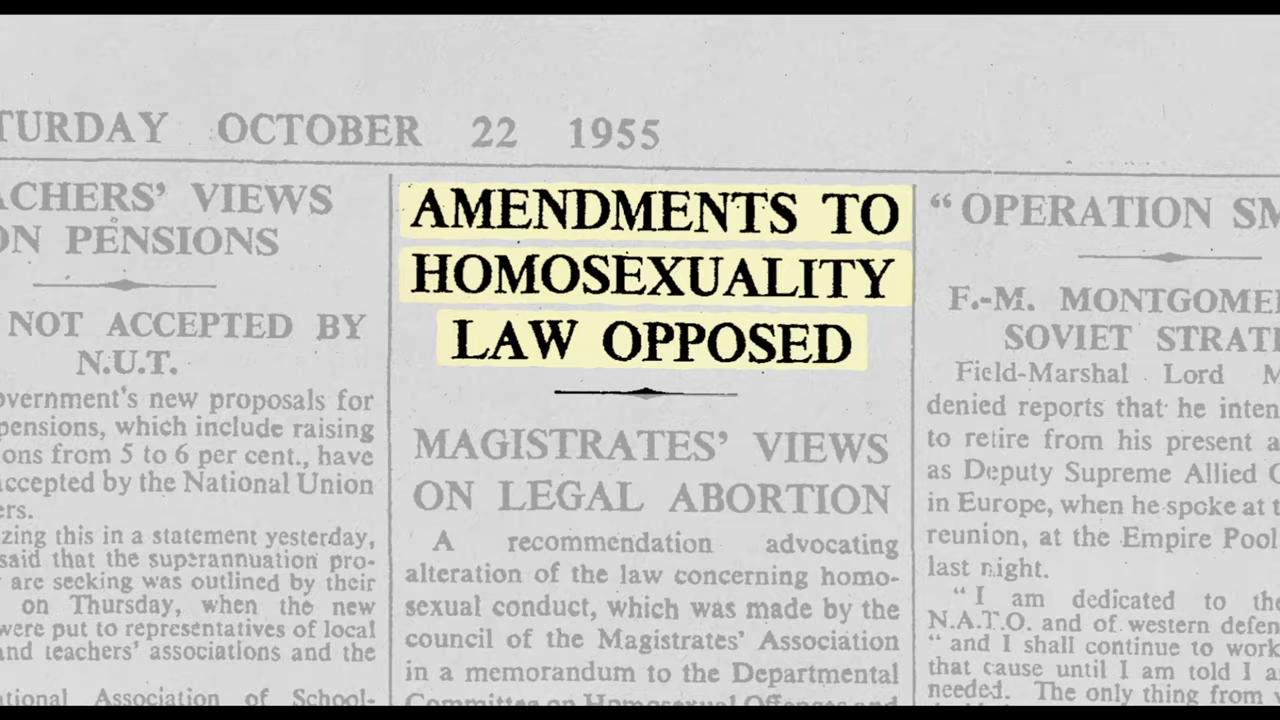 TURDAY OCTOBER 22 1955
ACHERS' VIEWS
ON PENSIONS
NOT ACCEPTED BY
N.U.T.
overnment's new proposals for
pensions, which include raising
ons from 5 to 6 per cent., have
accepted by the National Union
ers.
zing this in a statement yesterday,
said that the superannuation pro-
are seeking was outlined by their
on Thursday, when the new
were put to representatives of local
and teachers' associations and the
ational Association of School-
AMENDMENTS TO
HOMOSEXUALITY
LAW OPPOSED
MAGISTRATES' VIEWS
ON LEGAL ABORTION
A recommendation advocating
alteration of the law concerning homo-
sexual conduct, which was made by the
council of the Magistrates' Association
in a memorandum to the Departmental
Committee on Homosexual Offences and
"OPERATION SM
F.-M. MONTGOME
SOVIET STRATE
Field-Marshal Lord M
denied reports that he inten
to retire from his present a
as Deputy Supreme Allied C
in Europe, when he spoke at t
reunion, at the Empire Pool
last night.
"I am dedicated to the
N.A.T.O. and of western defen
"and I shall continue to work
that cause until I am told I a
needed. The only thing from